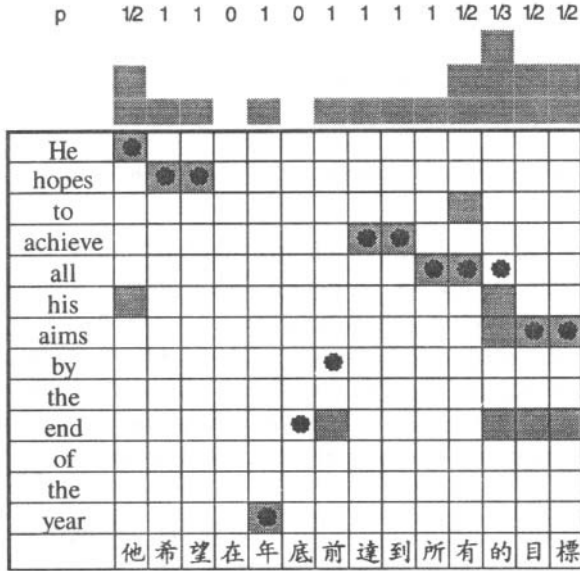 p 1/2 1 1 0 1 0 1 1 1 1 1/2 1/3 1/2 1/2
He
hopes
to
achieve
all
his
aims
by
the
end
of
the
year
他 希 望 在 年 底 前 達 到 所 有 的 目 標